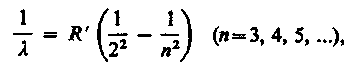 1/λ = R′ (1/2² − 1/n²) (n=3, 4, 5, ...),